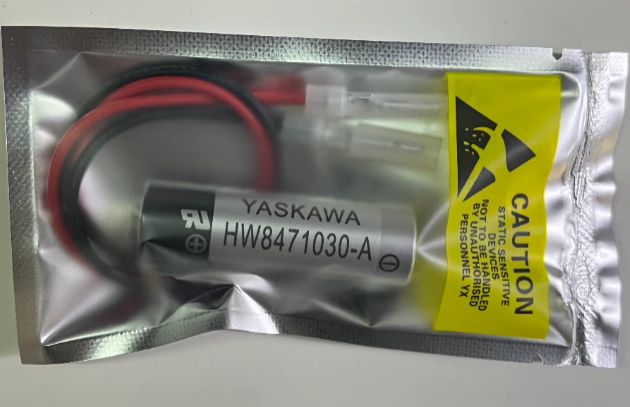 YASKAWA
HW8471030-A
CAUTION
STATIC SENSITIVE
DEVICES
NOT TO BE HANDLED
BY UNAUTHORISED
PERSONNEL YX